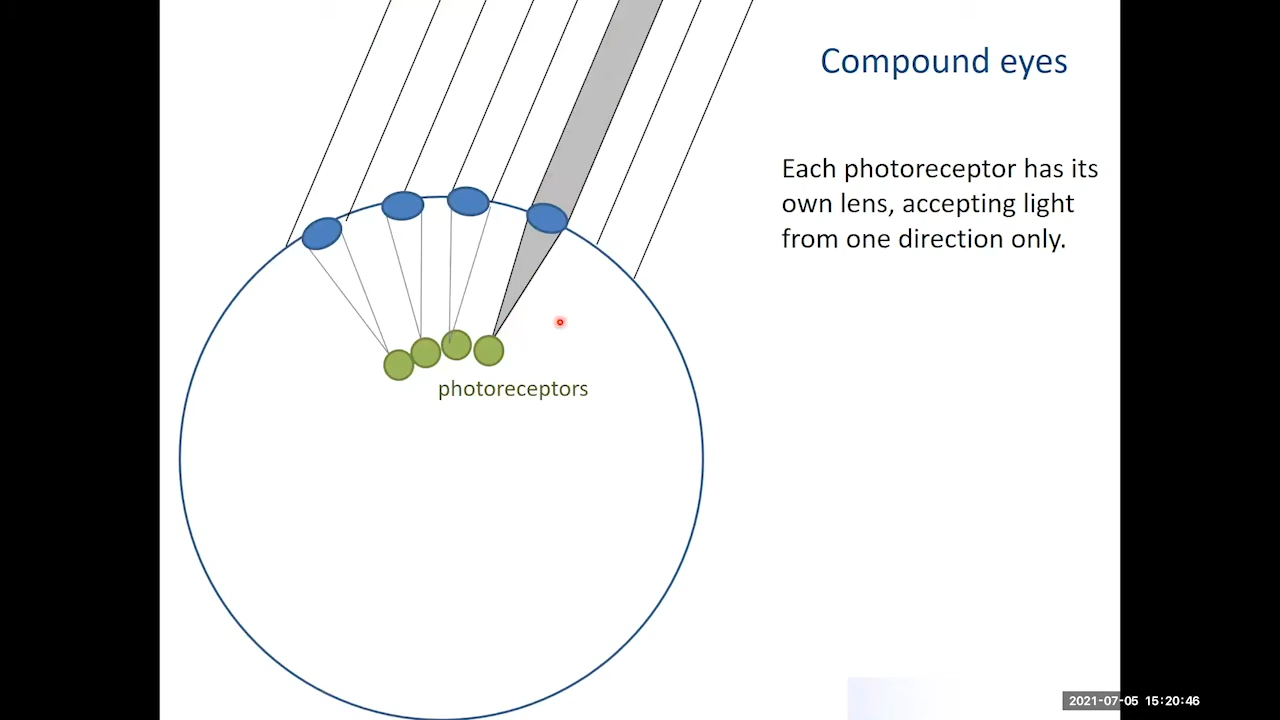 Compound eyes
Each photoreceptor has its
own lens, accepting light
from one direction only.
photoreceptors
2021-07-05 15:20:46